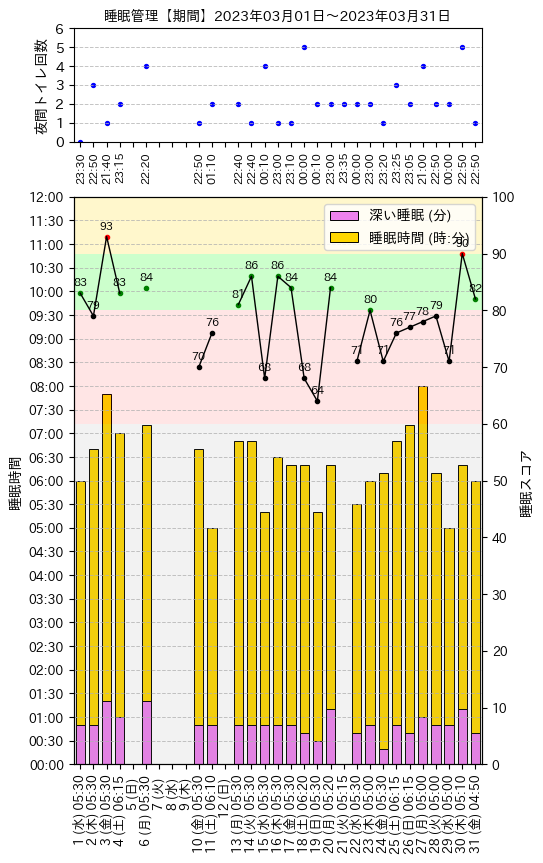 睡眠管理【期間】2023年03月01日～2023年03月31日
夜間トイレ回数
6
5
4
3
2
1
0
23:30 22:50 21:40 23:15 22:20 22:50 01:10 22:40 22:40 00:10 23:10 23:10 00:00 00:10 23:00 23:35 00:00 00:00 23:20 23:25 23:05 21:00 22:50 00:00 22:50 22:50
深い睡眠 (分)
睡眠時間 (時:分)
睡眠時間
12:00
11:30
11:00
10:30
10:00
09:30
09:00
08:30
08:00
07:30
07:00
06:30
06:00
05:30
05:00
04:30
04:00
03:30
03:00
02:30
02:00
01:30
01:00
00:30
00:00
83 79 93 83 84 70 76 81 86 68 86 84 68 64 84 71 80 71 76 77 78 79 71 90 82
100
90
80
70
60
50
40
30
20
10
0
睡眠スコア
1 (水) 05:30
2 (木) 05:30
3 (金) 05:30
4 (土) 06:15
5 (日)
6 (月) 05:30
7 (火)
8 (水)
9 (木)
10 (金) 05:30
11 (土) 06:10
12 (日)
13 (月) 05:30
14 (火) 05:30
15 (水) 05:30
16 (木) 05:30
17 (金) 05:30
18 (土) 06:20
19 (日) 05:30
20 (月) 05:20
21 (火) 05:15
22 (水) 05:30
23 (木) 05:00
24 (金) 05:30
25 (土) 06:15
26 (日) 06:15
27 (月) 05:00
28 (火) 05:00
29 (水) 05:00
30 (木) 05:10
31 (金) 04:50